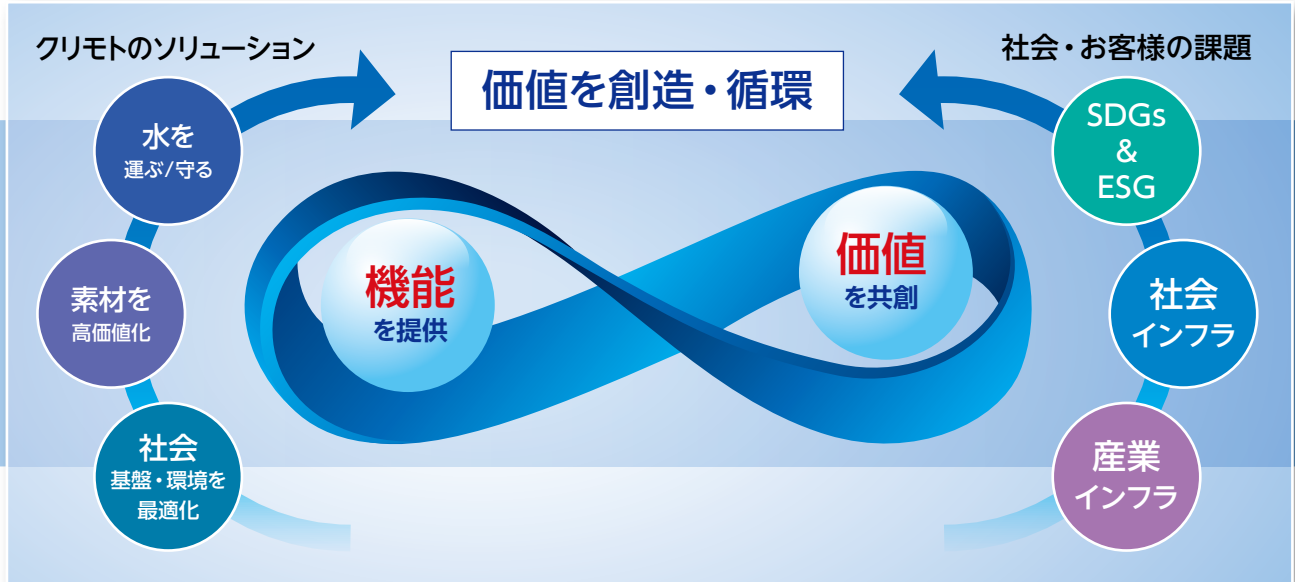 クリモトのソリューション
社会・お客様の課題
価値を創造・循環
水を
運ぶ/守る
素材を
高価値化
社会
基盤・環境を
最適化
機能
を提供
価値
を共創
SDGs
&
ESG
社会
インフラ
産業
インフラ